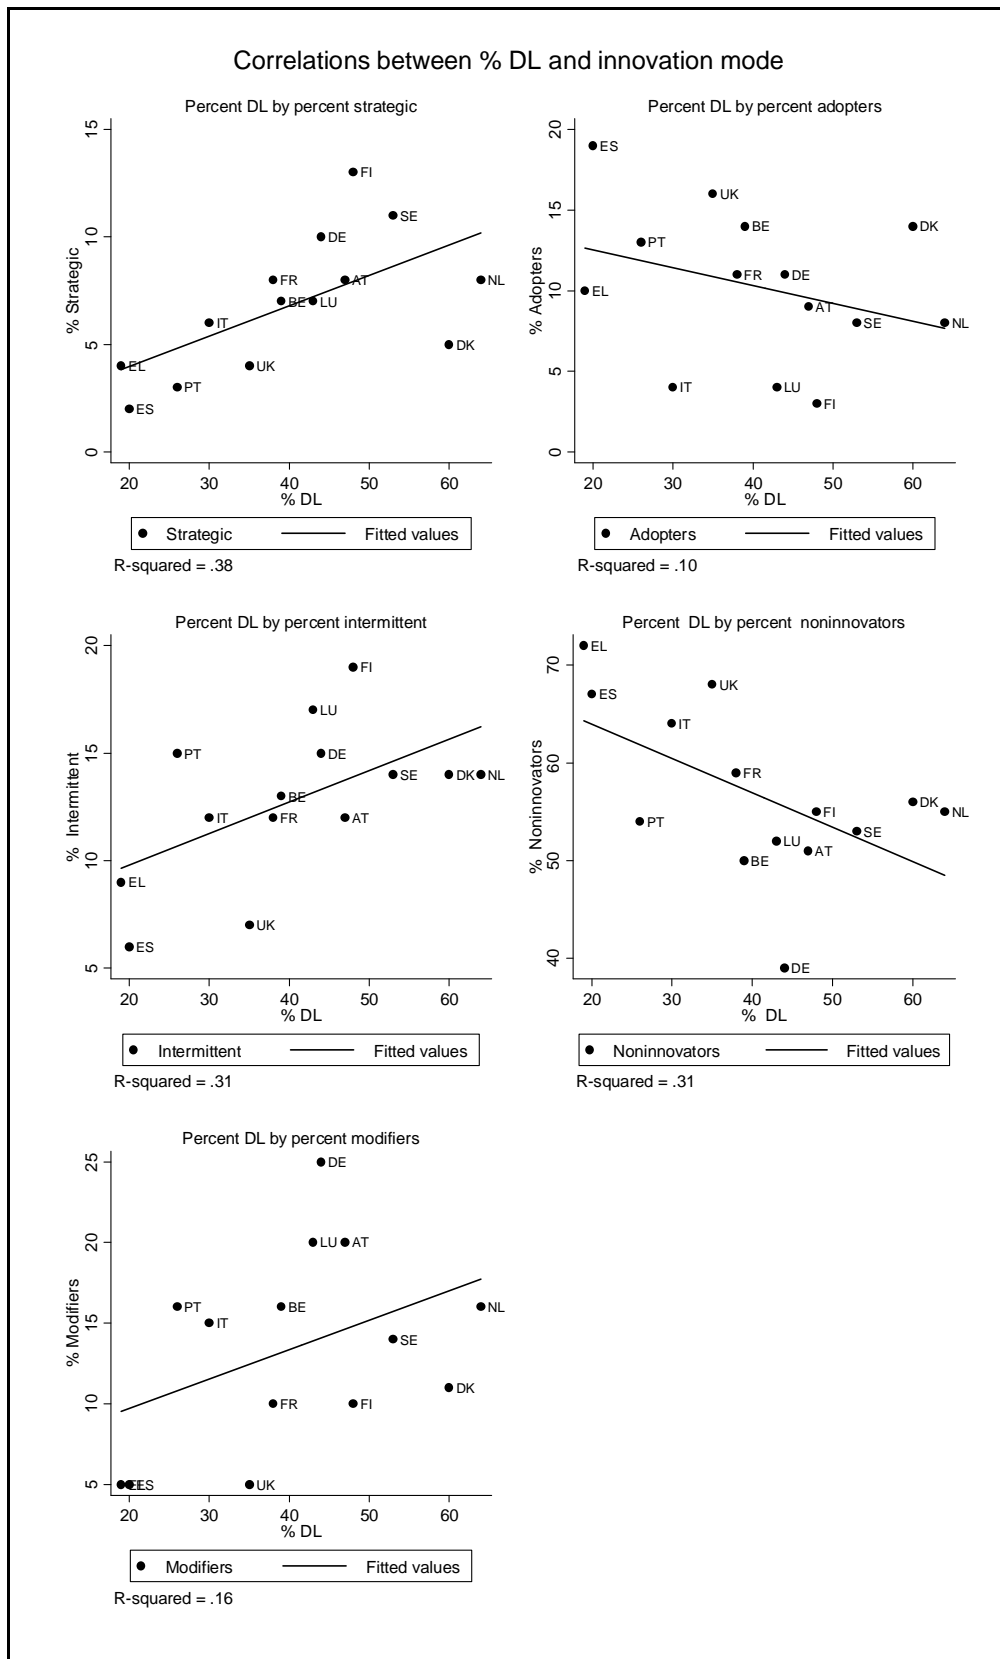 Correlations between % DL and innovation mode
Percent DL by percent strategic
% Strategic
15
10
5
0
FI
SE
DE
FR
AT
NL
BE
LU
IT
DK
EL
UK
PT
ES
20 30 40 50 60
% DL
Strategic Fitted values
R-squared = .38
Percent DL by percent adopters
% Adopters
20
15
10
5
0
ES
UK
BE
DK
PT
FR
DE
EL
AT
SE
NL
IT
LU
FI
20 30 40 50 60
% DL
Adopters Fitted values
R-squared = .10
Percent DL by percent intermittent
% Intermittent
20
15
10
5
FI
LU
PT
DE
SE
DK
NL
BE
IT
FR
AT
EL
UK
ES
20 30 40 50 60
% DL
Intermittent Fitted values
R-squared = .31
Percent DL by percent noninnovators
% Noninnovators
70
60
50
40
EL
ES
UK
IT
FR
DK
FI
NL
PT
SE
LU
AT
BE
DE
20 30 40 50 60
% DL
Noninnovators Fitted values
R-squared = .31
Percent DL by percent modifiers
% Modifiers
25
20
15
10
5
DE
LU
AT
PT
BE
NL
IT
SE
DK
FR
FI
EL
ES
UK
20 30 40 50 60
% DL
Modifiers Fitted values
R-squared = .16